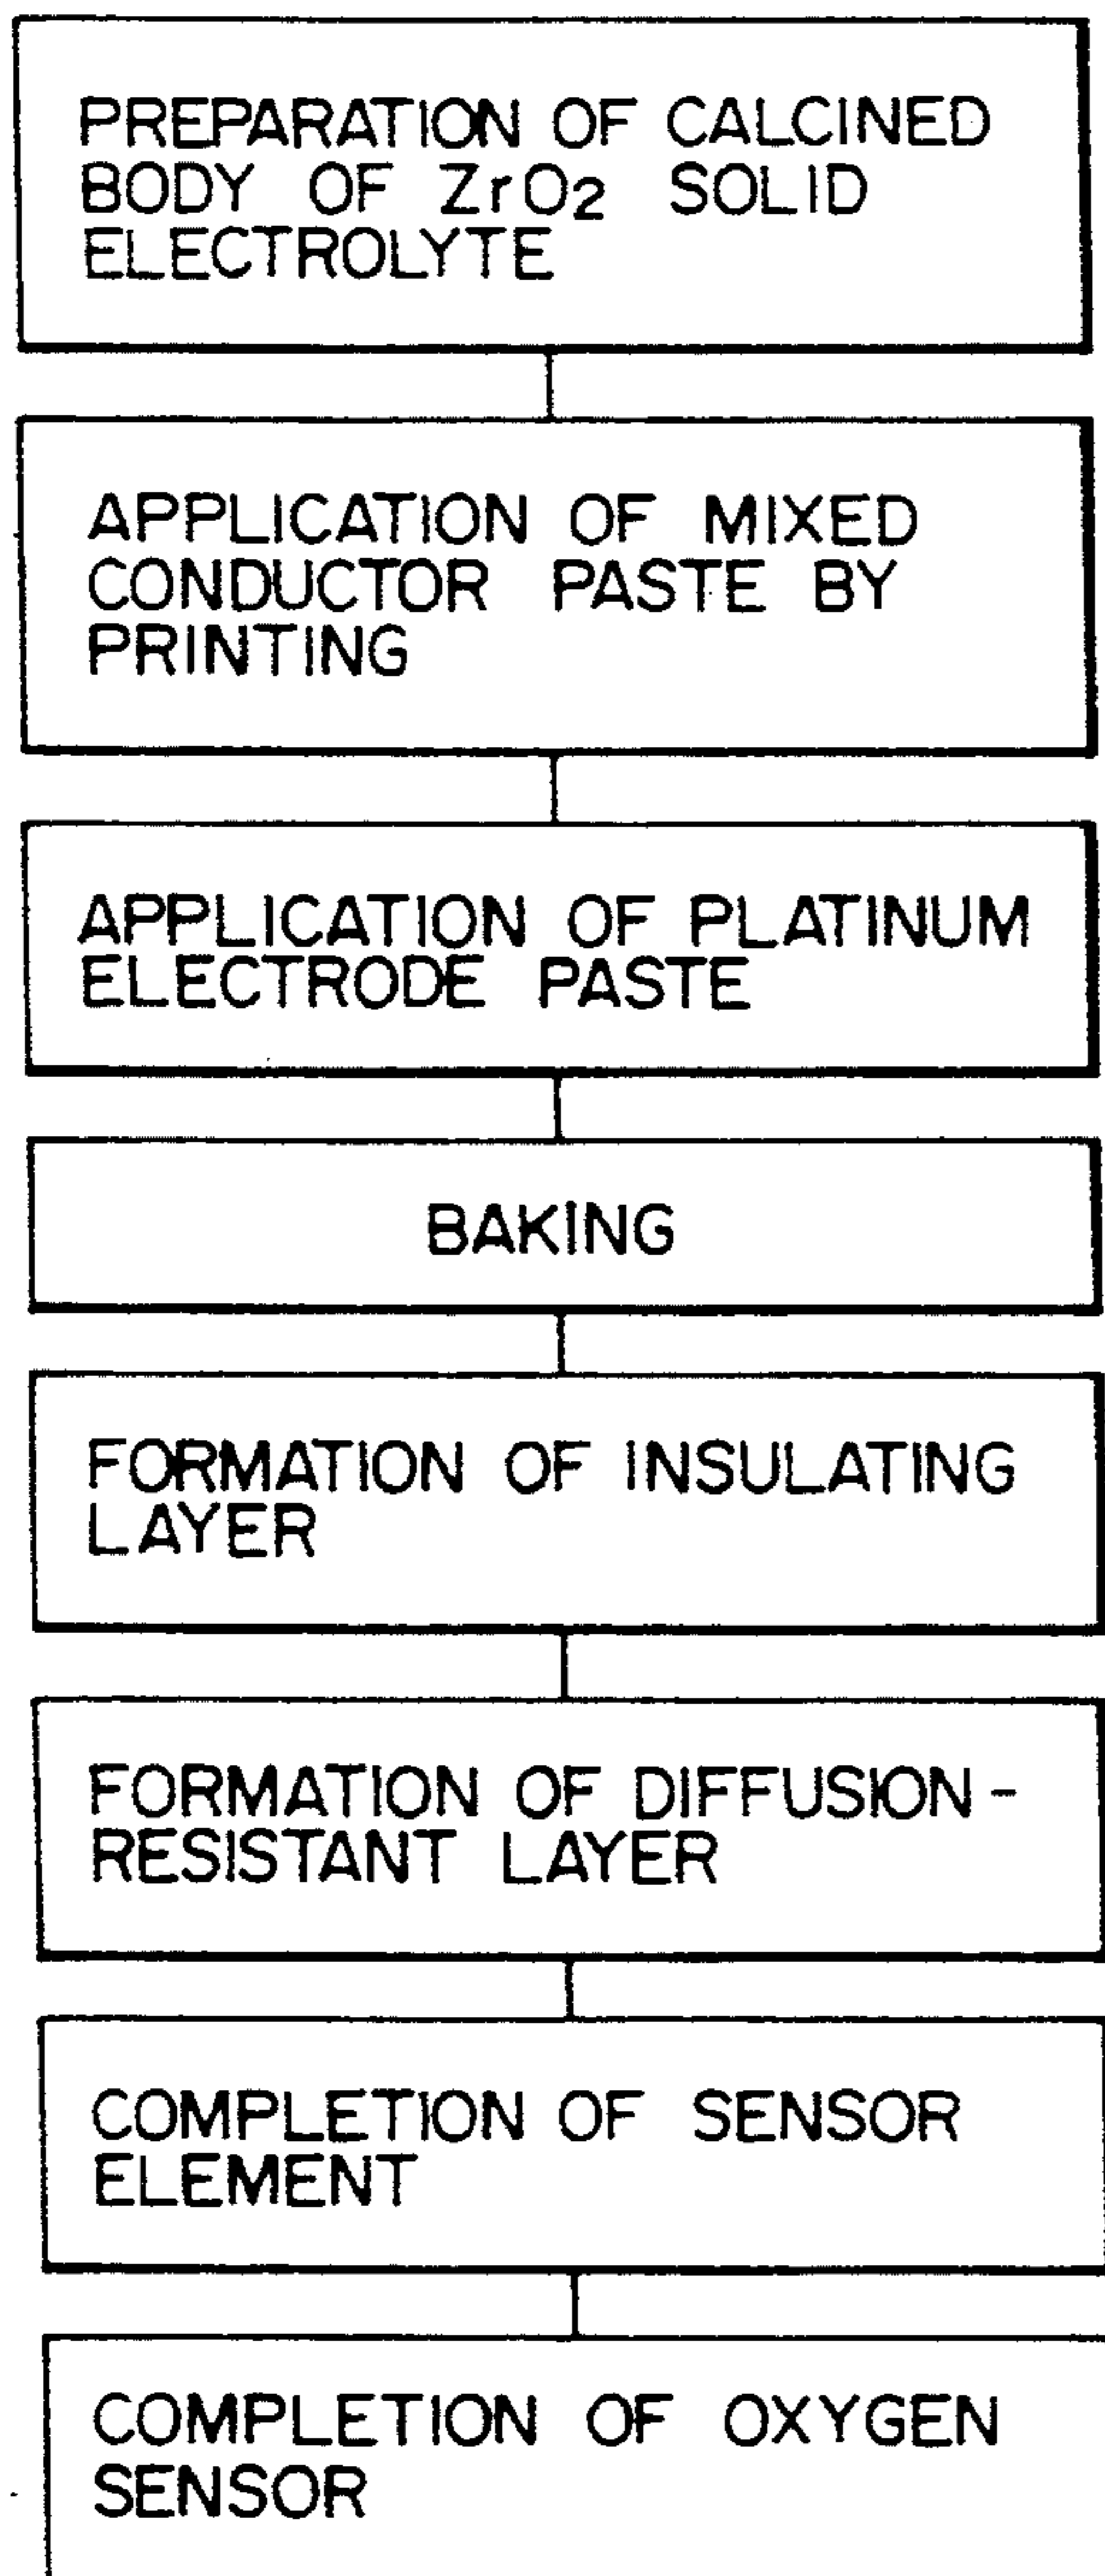 PREPARATION OF CALCINED
BODY OF ZrO2 SOLID
ELECTROLYTE
APPLICATION OF MIXED
CONDUCTOR PASTE BY
PRINTING
APPLICATION OF PLATINUM
ELECTRODE PASTE
BAKING
FORMATION OF INSULATING
LAYER
FORMATION OF DIFFUSION-
RESISTANT LAYER
COMPLETION OF SENSOR
ELEMENT
COMPLETION OF OXYGEN
SENSOR